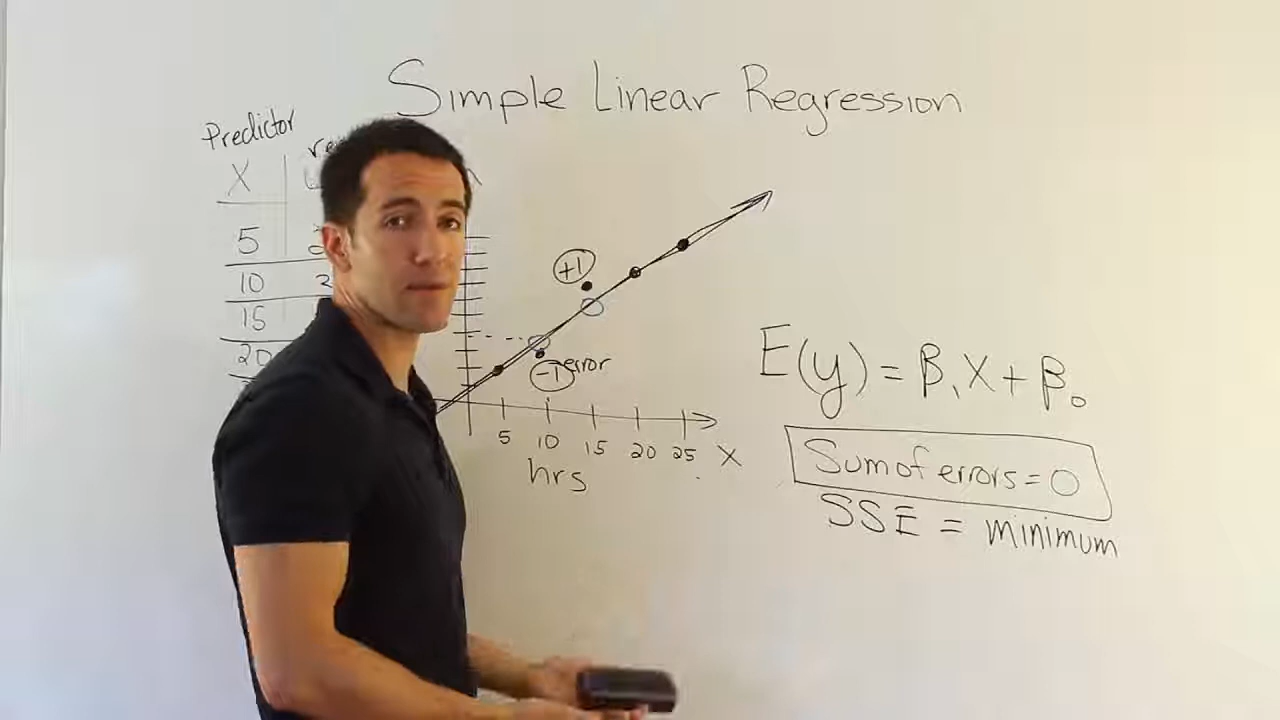 Simple Linear Regression
Predictor
X
5
10
15
20
+1
-1
error
5 10 15 20 25 X
hrs
E(y) = β₁X + β₀
Sum of errors = 0
SSE = minimum